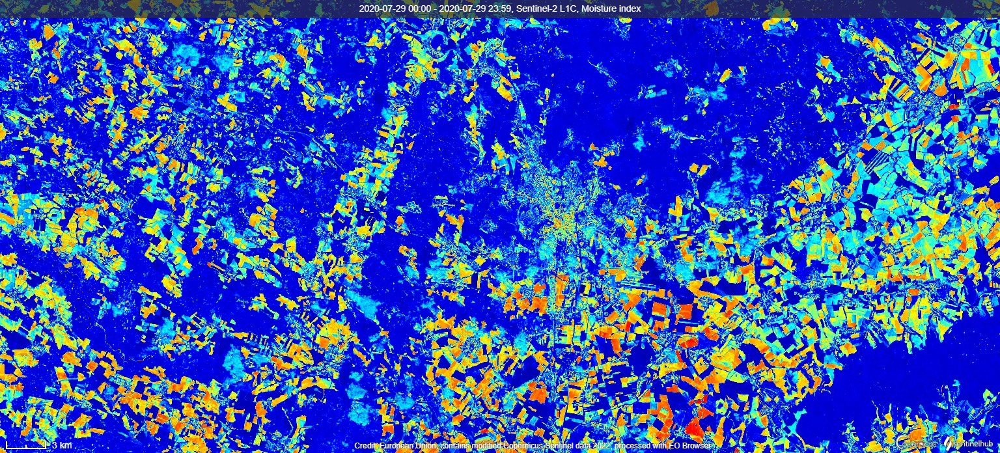 2020-07-29 00:00 - 2020-07-29 23:59, Sentinel-2 L1C, Moisture index
3 km
Credit: European Union, contains modified Copernicus Sentinel data 2022, processed with EO Browser
opernicus
sentinelhub